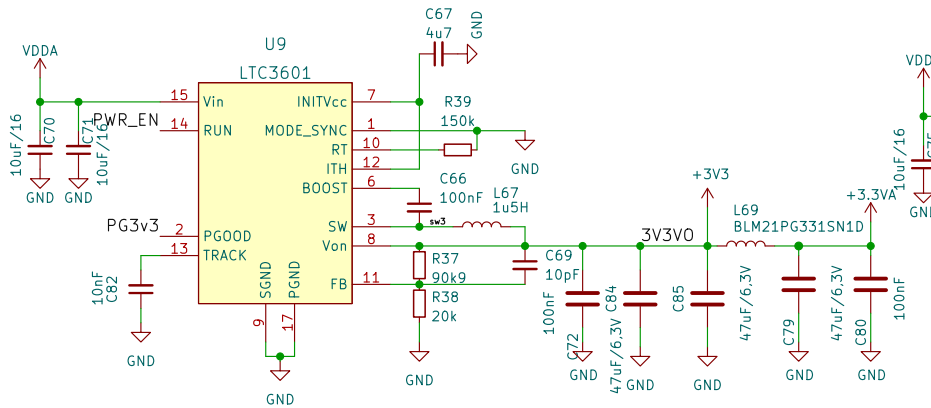 C67
4u7
GND
U9
LTC3601
VDDA
VDD
15
Vin
INITVcc
7
R39
150k
PWR_EN
14
RUN
MODE_SYNC
1
GND
RT
10
ITH
12
10uF/16
C70
C71
10uF/16
GND
GND
BOOST
6
C66
100nF
L67
1u5H
SW
3
sw3
PG3v3
2
PGOOD
Von
8
13
TRACK
FB
11
R37
90k9
R38
20k
C69
10pF
3V3VO
+3V3
L69
BLM21PG331SN1D
+3.3VA
10nF
C82
GND
SGND
PGND
9
17
GND
GND
100nF
C72
GND
C84
47uF/6,3V
GND
C85
GND
47uF/6,3V
C79
GND
47uF/6,3V
C80
100nF
GND
10uF/16
C75
GND